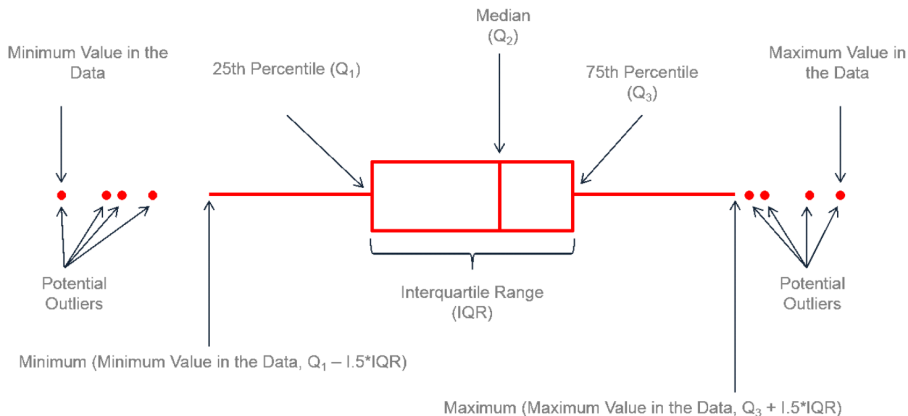 Median
(Q2)
Minimum Value in the
Data
Maximum Value in
the Data
25th Percentile (Q1)
75th Percentile
(Q3)
Potential
Outliers
Interquartile Range
(IQR)
Potential
Outliers
Minimum (Minimum Value in the Data, Q1 – I.5*IQR)
Maximum (Maximum Value in the Data, Q3 + I.5*IQR)